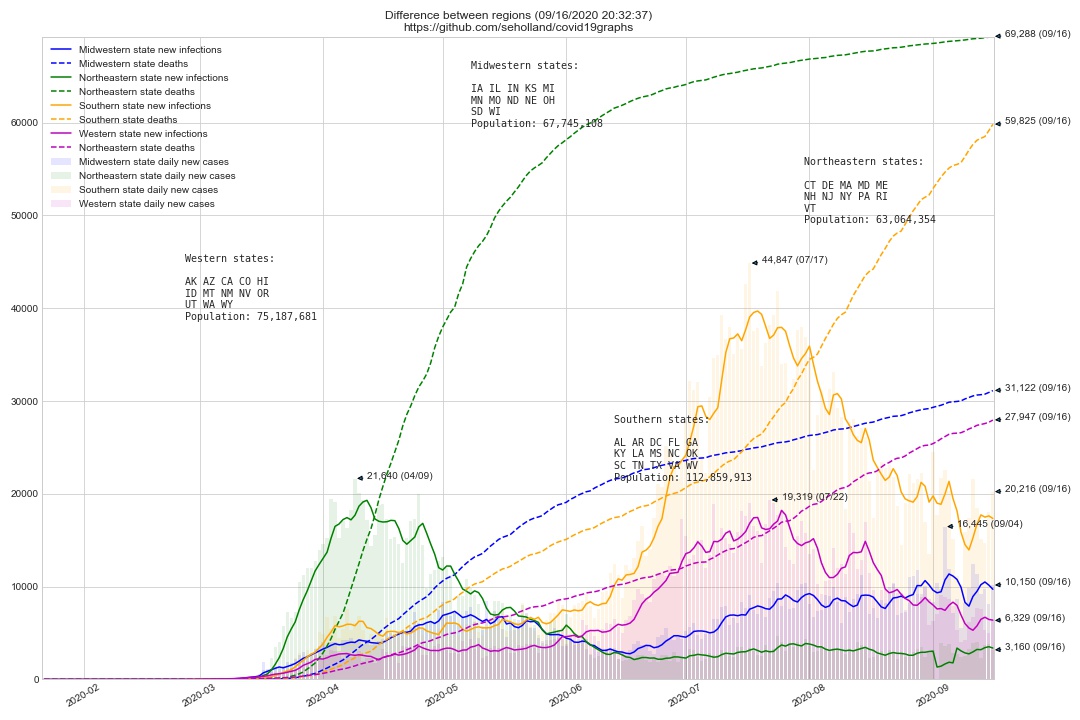 Difference between regions (09/16/2020 20:32:37)
https://github.com/seholland/covid19graphs
Midwestern state new infections
Midwestern state deaths
Northeastern state new infections
Northeastern state deaths
Southern state new infections
Southern state deaths
Western state new infections
Northeastern state deaths
Midwestern state daily new cases
Northeastern state daily new cases
Southern state daily new cases
Western state daily new cases
Midwestern states:
IA IL IN KS MI
MN MO ND NE OH
SD WI
Population: 67,745,108
Northeastern states:
CT DE MA MD ME
NH NJ NY PA RI
VT
Population: 63,064,354
Western states:
AK AZ CA CO HI
ID MT NM NV OR
UT WA WY
Population: 75,187,681
Southern states:
AL AR DC FL GA
KY LA MS NC OK
SC TN TX VA WV
Population: 112,859,913
69,288 (09/16)
59,825 (09/16)
44,847 (07/17)
31,122 (09/16)
27,947 (09/16)
21,640 (04/09)
19,319 (07/22)
20,216 (09/16)
16,445 (09/04)
10,150 (09/16)
6,329 (09/16)
3,160 (09/16)
60000
50000
40000
30000
20000
10000
0
2020-02
2020-03
2020-04
2020-05
2020-06
2020-07
2020-08
2020-09